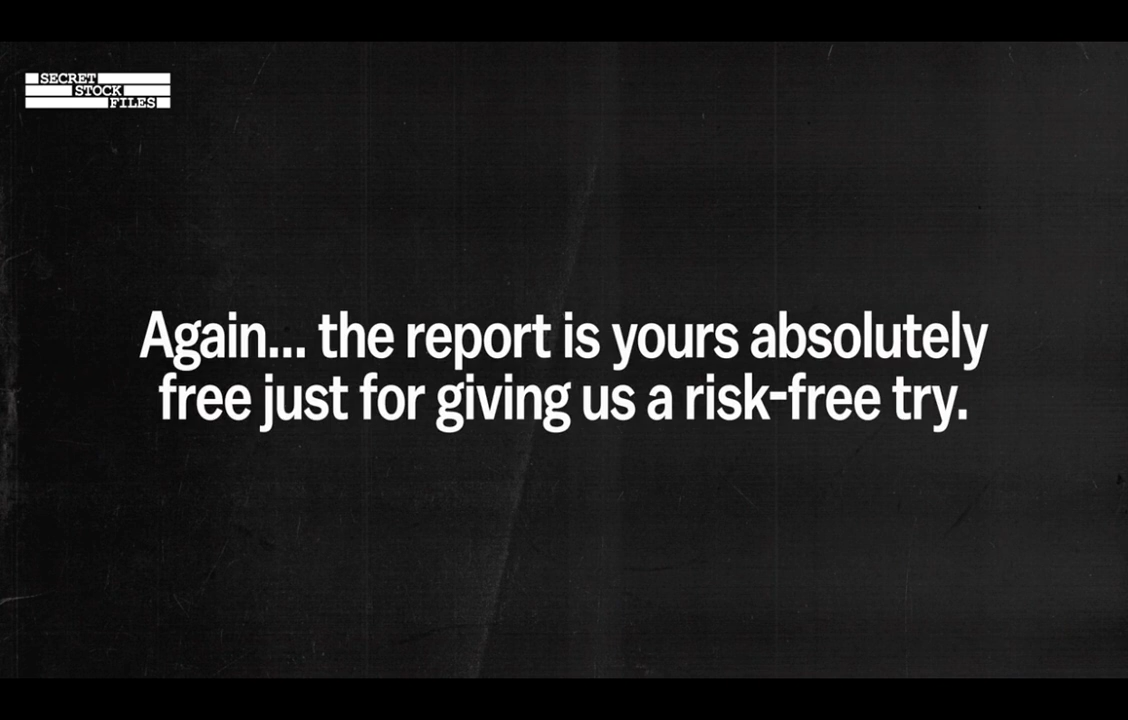 SECRET
STOCK
FILES
Again... the report is yours absolutely
free just for giving us a risk-free try.